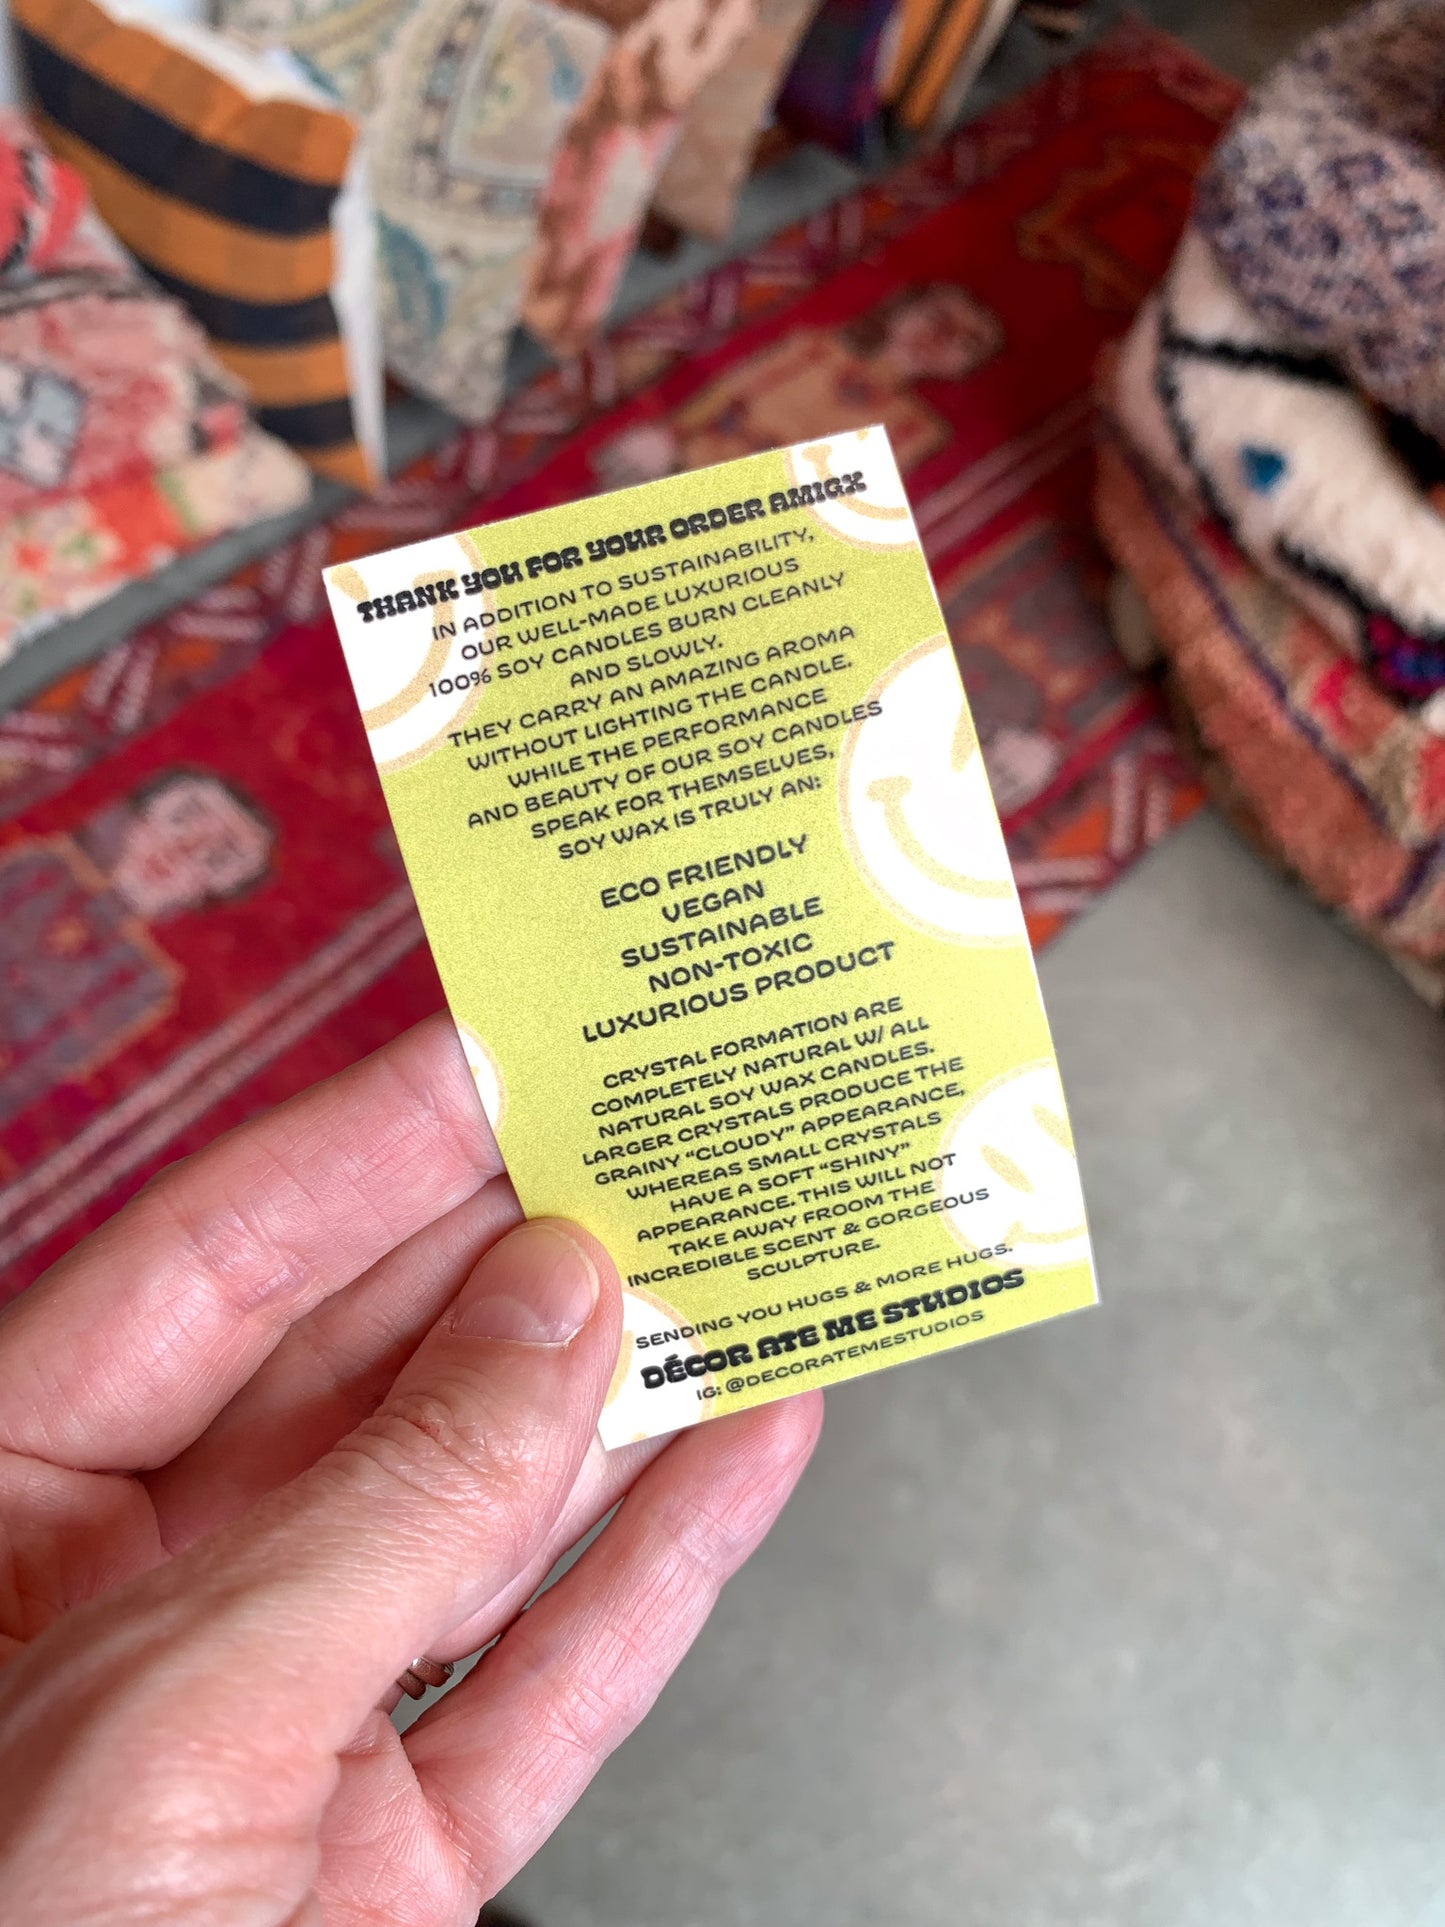 THANK YOU FOR YOUR ORDER AMIGX
IN ADDITION TO SUSTAINABILITY,
OUR WELL-MADE LUXURIOUS
100% SOY CANDLES BURN CLEANLY
AND SLOWLY.
THEY CARRY AN AMAZING AROMA
WITHOUT LIGHTING THE CANDLE.
WHILE THE PERFORMANCE
AND BEAUTY OF OUR SOY CANDLES
SPEAK FOR THEMSELVES,
SOY WAX IS TRULY AN:
ECO FRIENDLY
VEGAN
SUSTAINABLE
NON-TOXIC
LUXURIOUS PRODUCT
CRYSTAL FORMATION ARE
COMPLETELY NATURAL W/ ALL
NATURAL SOY WAX CANDLES.
LARGER CRYSTALS PRODUCE THE
GRAINY “CLOUDY” APPEARANCE,
WHEREAS SMALL CRYSTALS
HAVE A SOFT “SHINY”
APPEARANCE. THIS WILL NOT
TAKE AWAY FROOM THE
INCREDIBLE SCENT & GORGEOUS
SCULPTURE.
SENDING YOU HUGS & MORE HUGS.
DÉCOR ATE ME STUDIOS
IG: @DECORATEMESTUDIOS